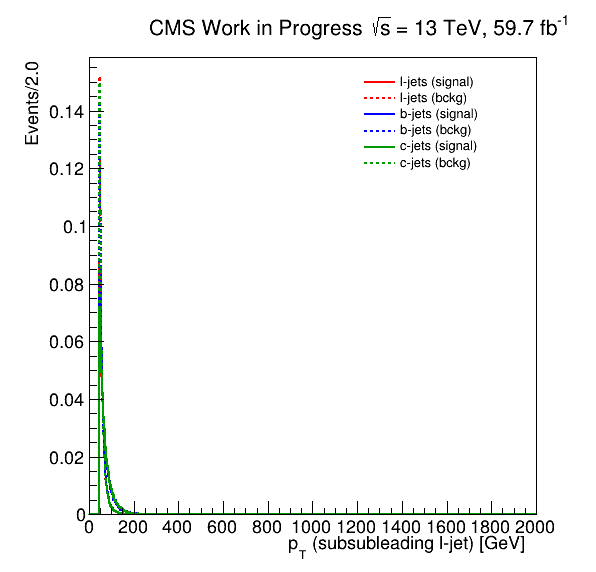 CMS Work in Progress √s = 13 TeV, 59.7 fb⁻¹
Events/2.0
0.14
0.12
0.1
0.08
0.06
0.04
0.02
0
l-jets (signal)
l-jets (bckg)
b-jets (signal)
b-jets (bckg)
c-jets (signal)
c-jets (bckg)
0 200 400 600 800 1000 1200 1400 1600 1800 2000
p_T (subsubleading l-jet) [GeV]